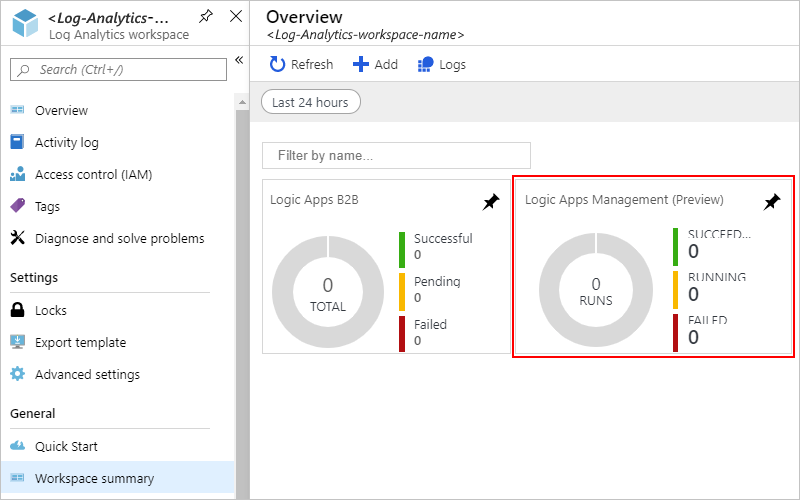 <Log-Analytics-...
Log Analytics workspace
Search (Ctrl+/)
Overview
Activity log
Access control (IAM)
Tags
Diagnose and solve problems
Settings
Locks
Export template
Advanced settings
General
Quick Start
Workspace summary
Overview
<Log-Analytics-workspace-name>
Refresh
Add
Logs
Last 24 hours
Filter by name...
Logic Apps B2B
0
TOTAL
Successful
0
Pending
0
Failed
0
Logic Apps Management (Preview)
0
RUNS
SUCCEED...
0
RUNNING
0
FAILED
0